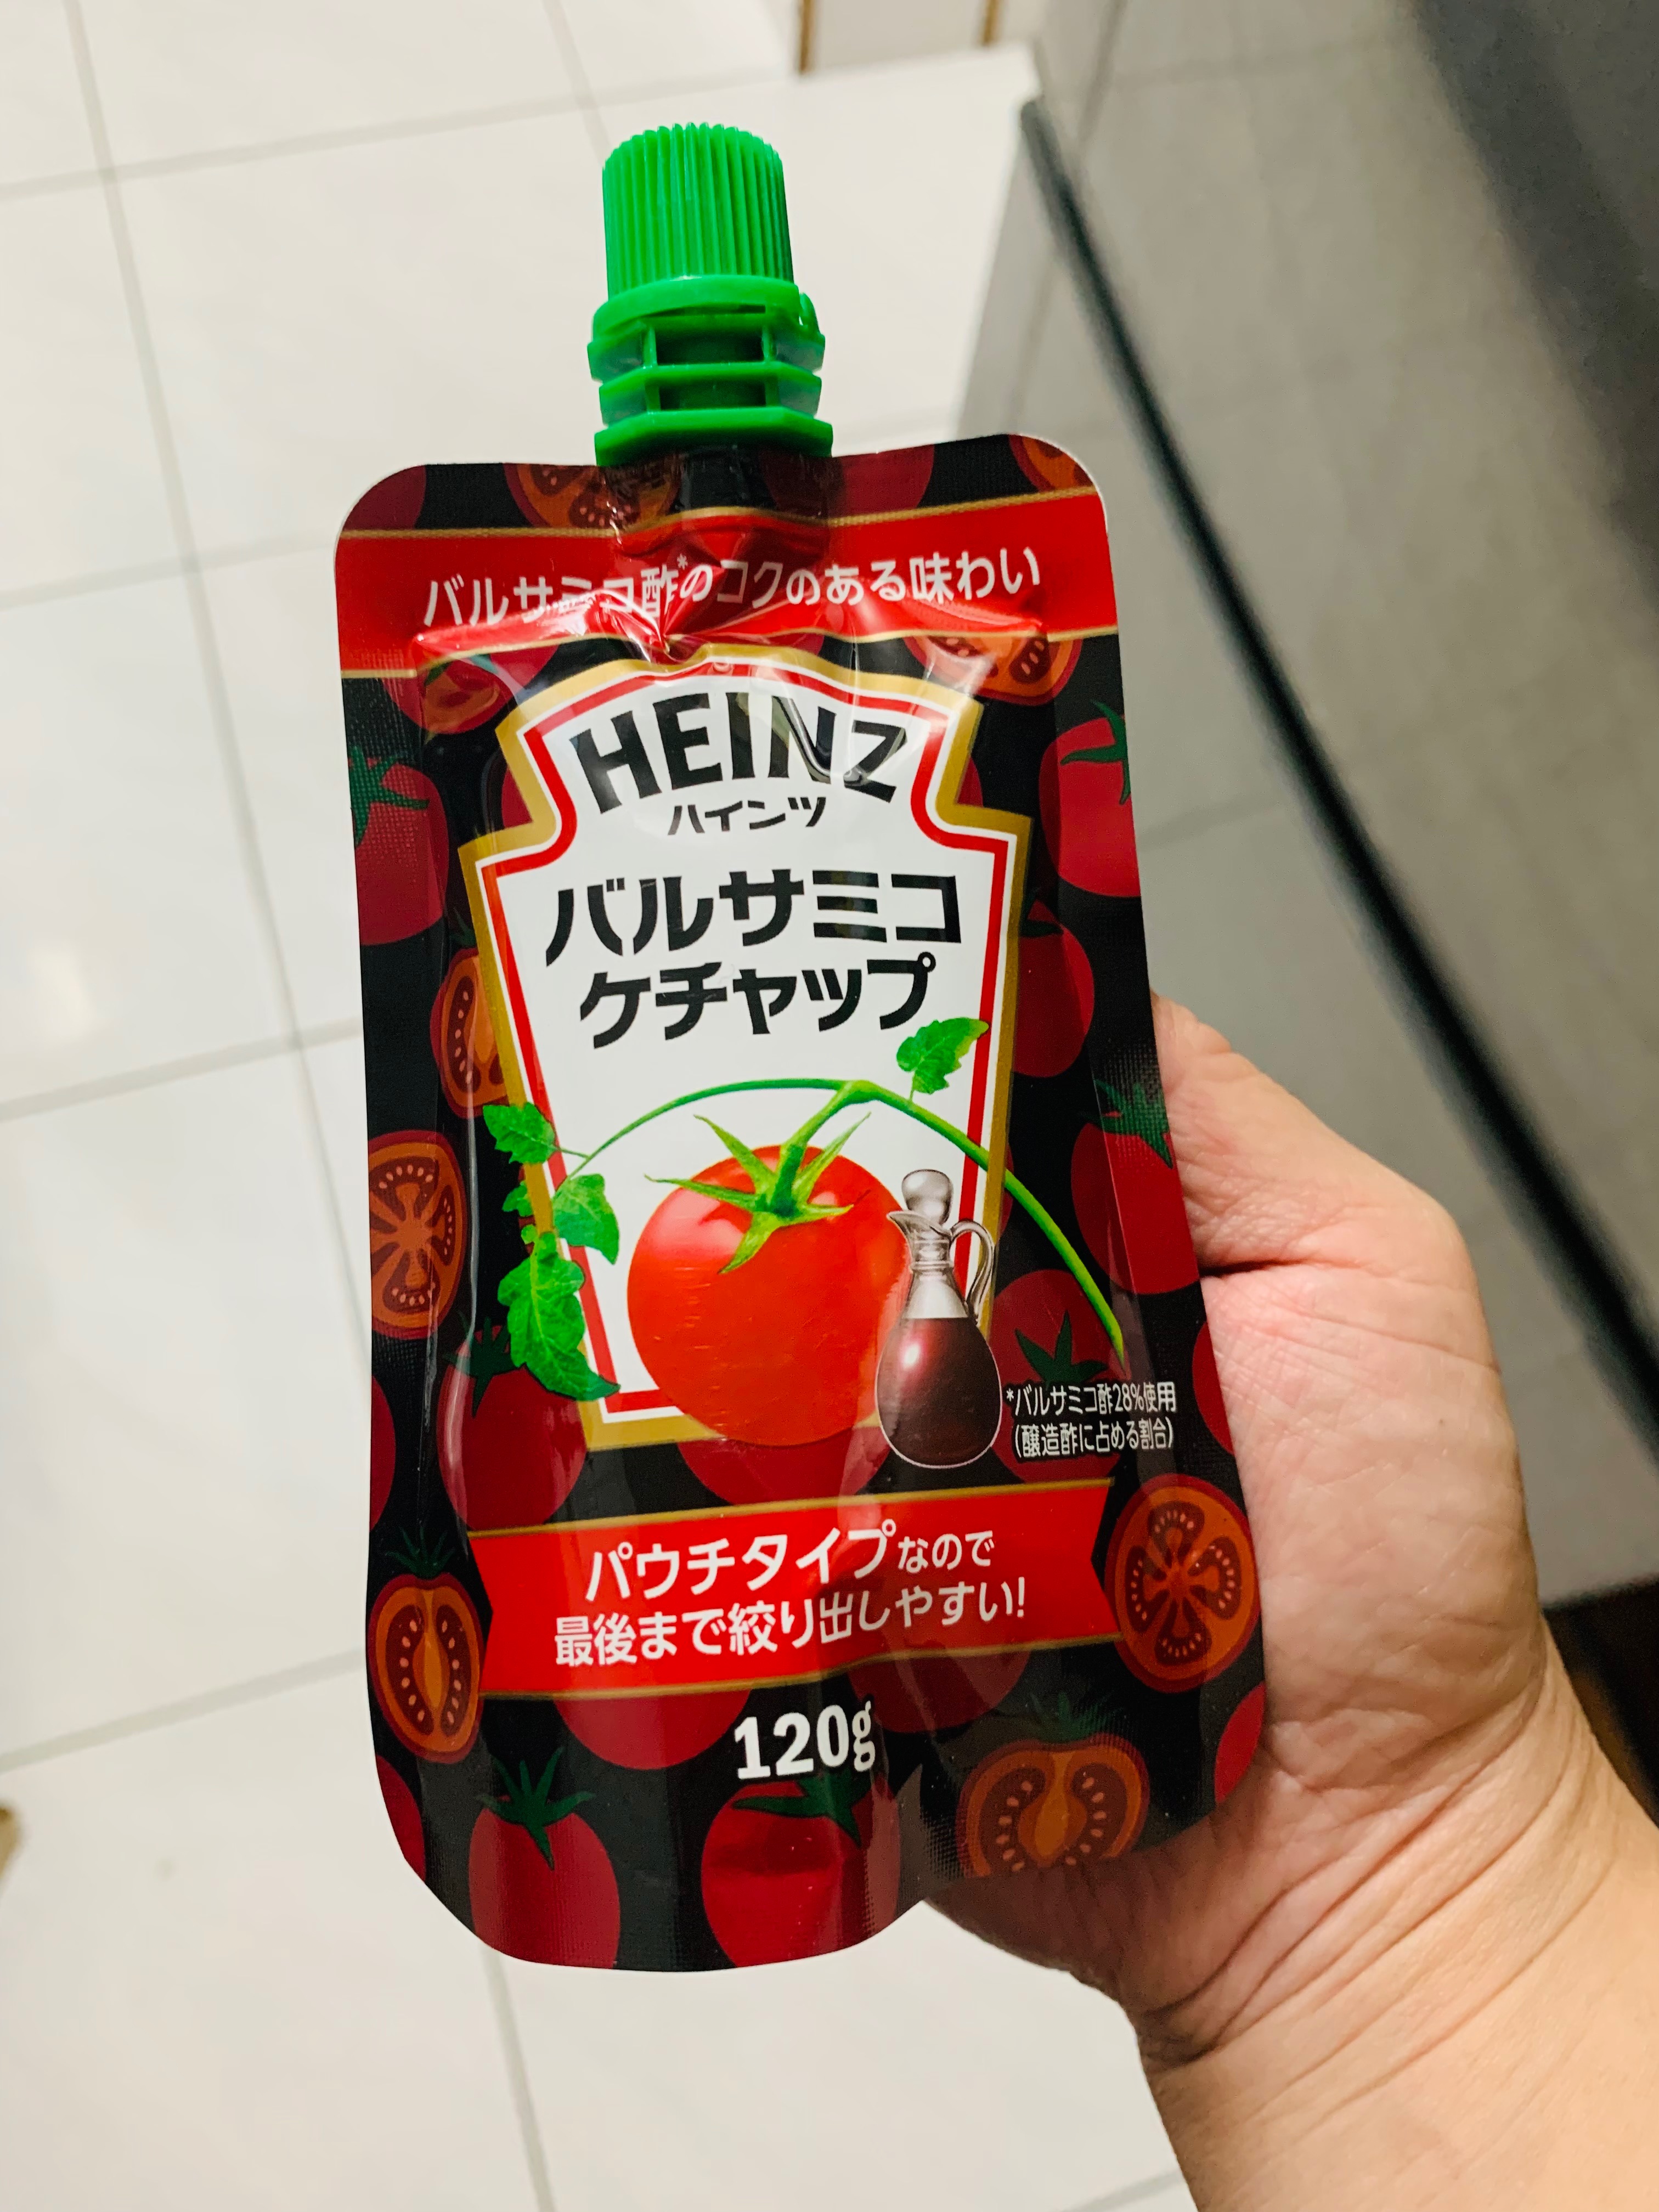 バルサミコ酢*のコクのある味わい
HEINZ
ハインツ
バルサミコ
ケチャップ
*バルサミコ酢28%使用
(醸造酢に占める割合)
パウチタイプなので
最後まで絞り出しやすい!
120g